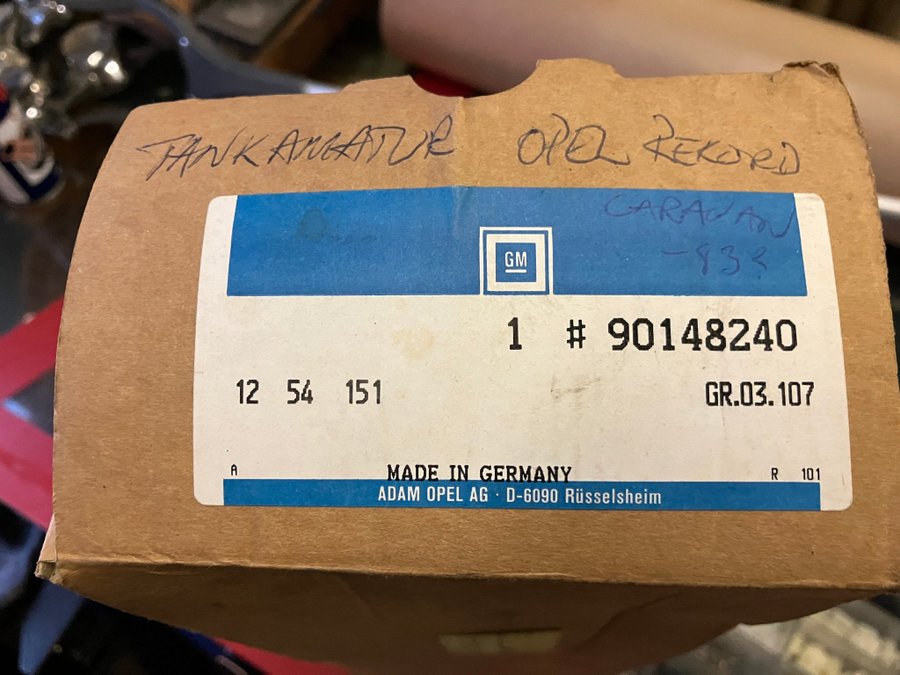 TANKARMATUR OPEL REKORD
CARAVAN
-83?
GM
1 # 90148240
12 54 151 GR.03.107
A MADE IN GERMANY R 101
ADAM OPEL AG · D-6090 Rüsselsheim